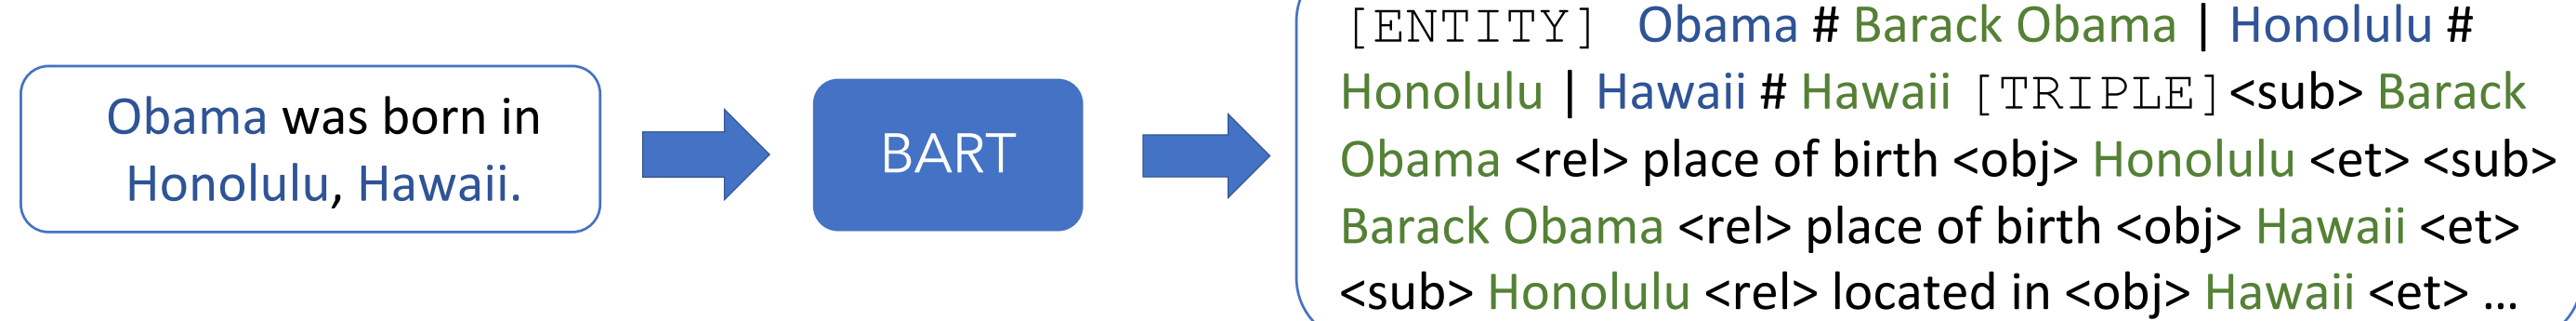 Obama was born in
Honolulu, Hawaii.
BART
[ENTITY] Obama # Barack Obama | Honolulu #
Honolulu | Hawaii # Hawaii [TRIPLE]<sub> Barack
Obama <rel> place of birth <obj> Honolulu <et> <sub>
Barack Obama <rel> place of birth <obj> Hawaii <et>
<sub> Honolulu <rel> located in <obj> Hawaii <et> ...